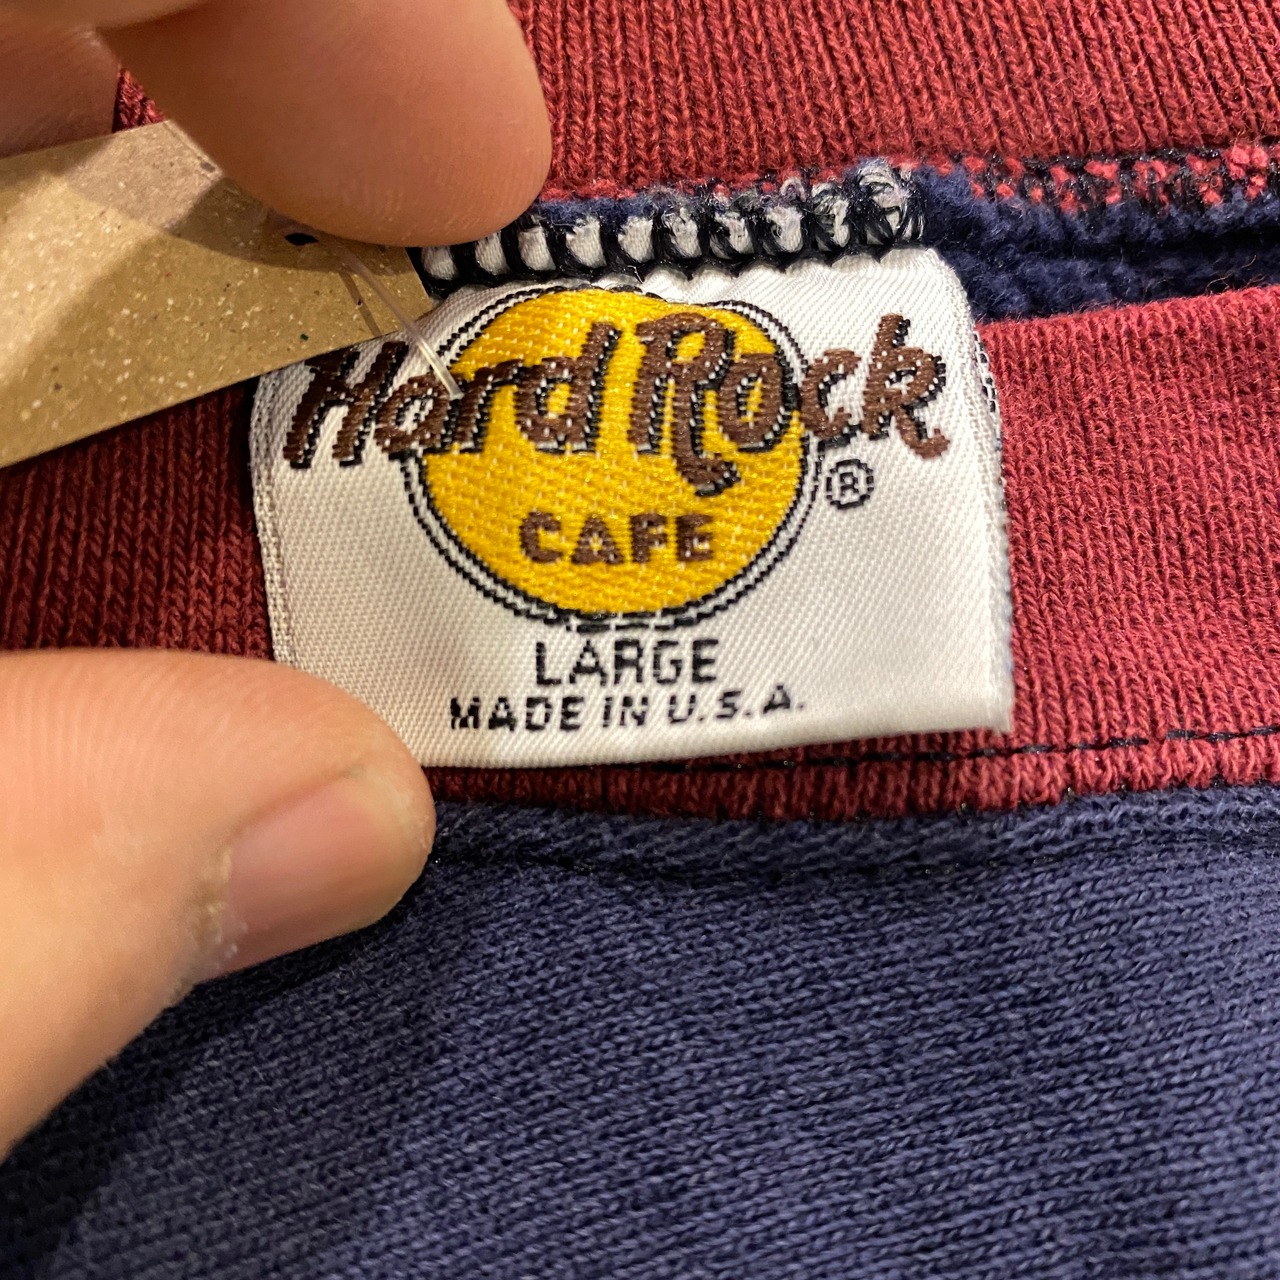 Hard Rock
®
CAFE
LARGE
MADE IN U.S.A.